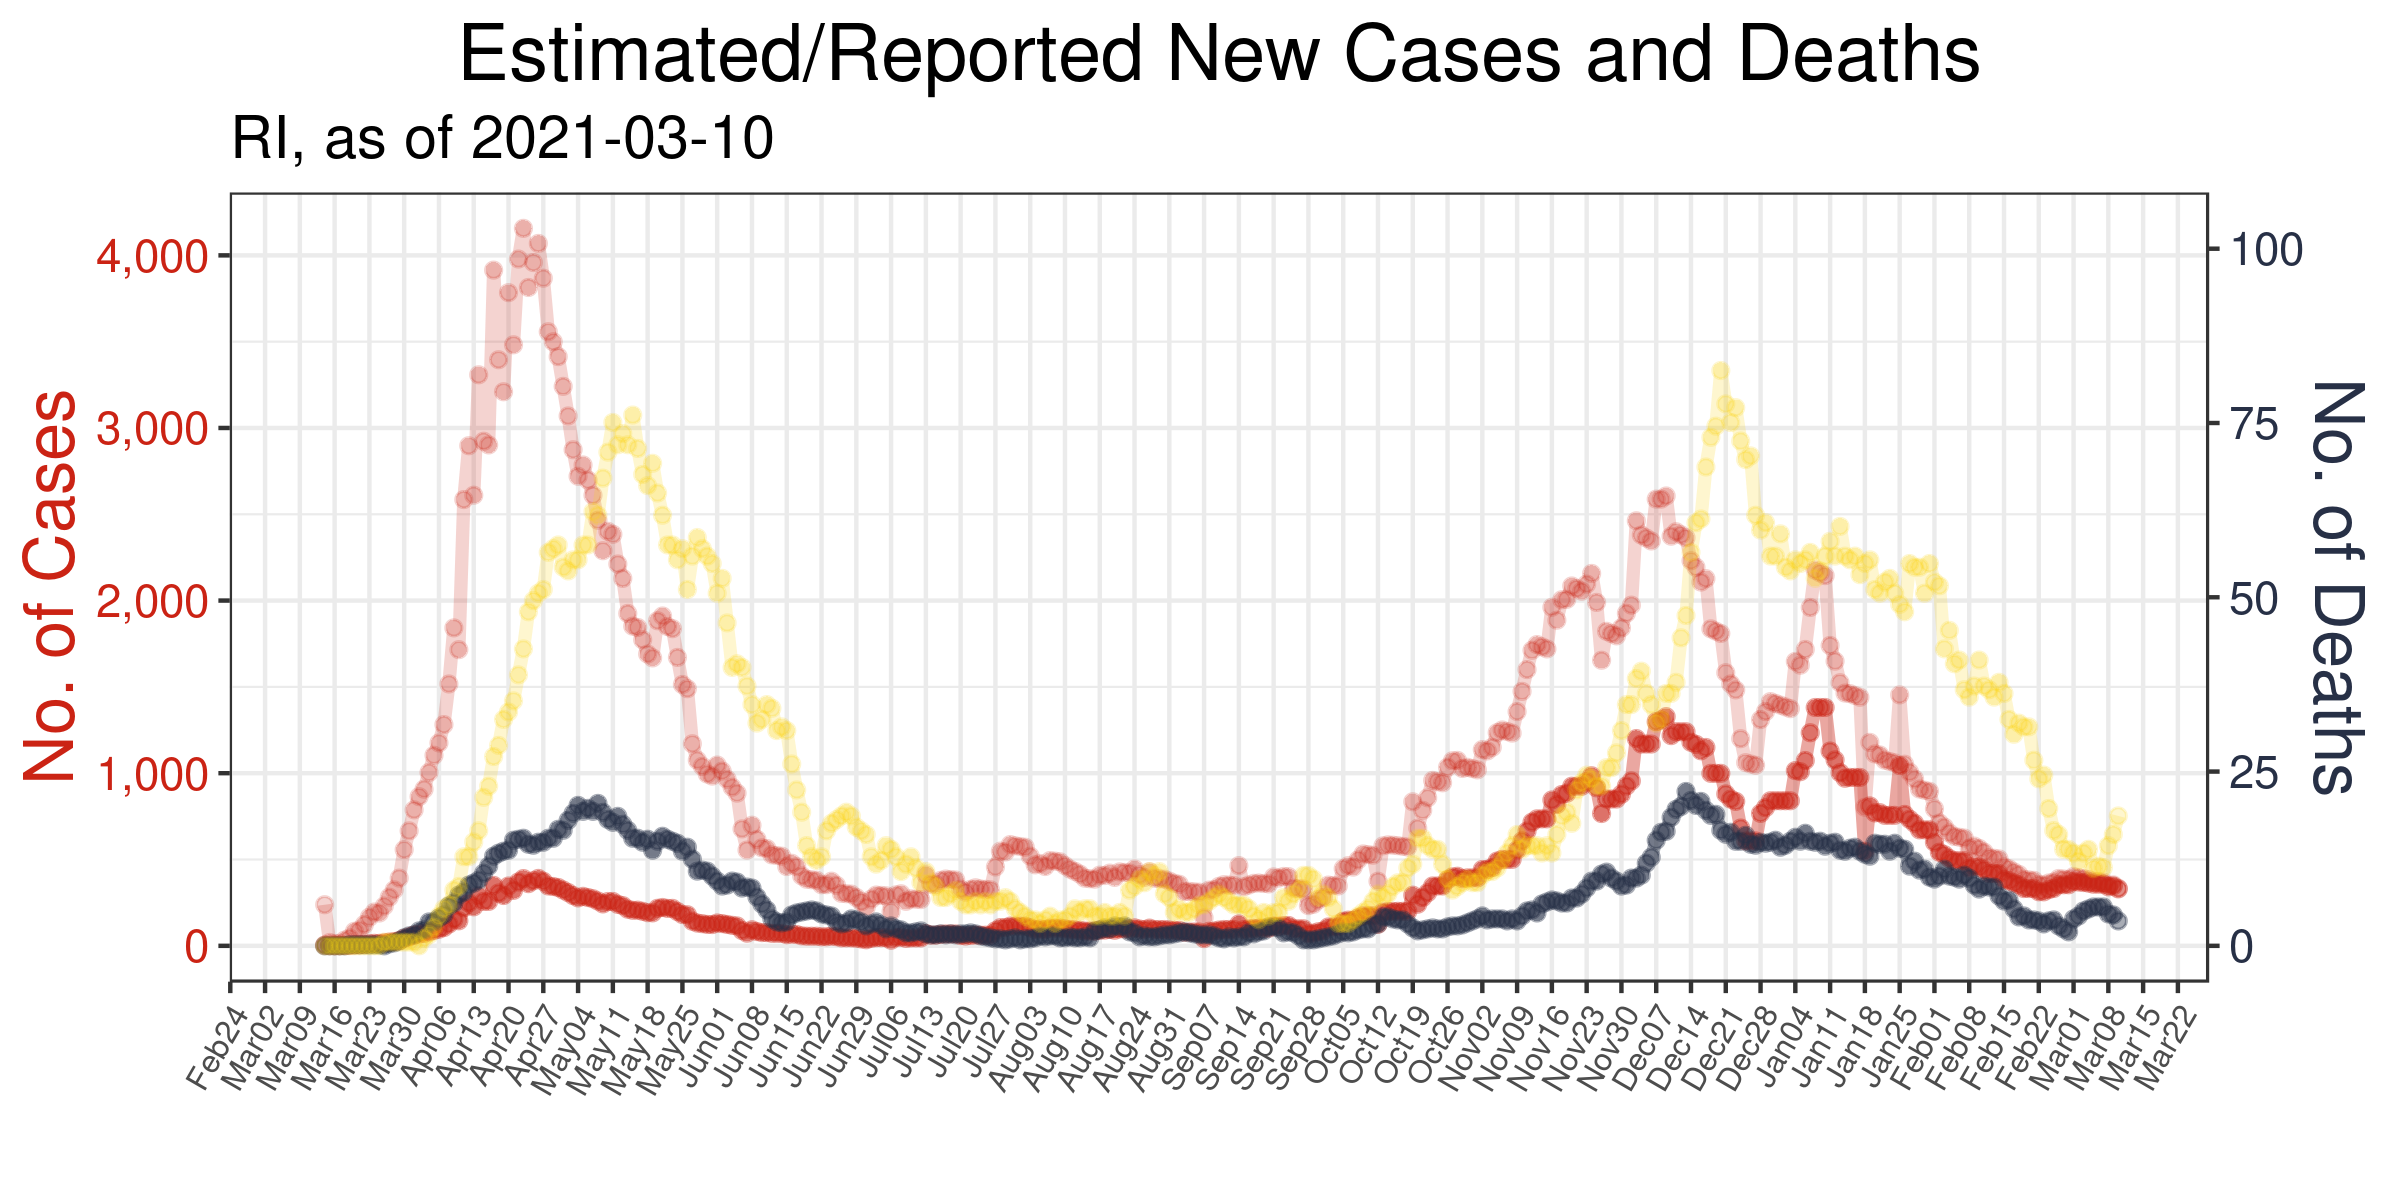 Estimated/Reported New Cases and Deaths
RI, as of 2021-03-10
No. of Cases
4,000
3,000
2,000
1,000
0
100
75
50
25
0
No. of Deaths
Feb24
Mar02
Mar09
Mar16
Mar23
Mar30
Apr06
Apr13
Apr20
Apr27
May04
May11
May18
May25
Jun01
Jun08
Jun15
Jun22
Jun29
Jul06
Jul13
Jul20
Jul27
Aug03
Aug10
Aug17
Aug24
Aug31
Sep07
Sep14
Sep21
Sep28
Oct05
Oct12
Oct19
Oct26
Nov02
Nov09
Nov16
Nov23
Nov30
Dec07
Dec14
Dec21
Dec28
Jan04
Jan11
Jan18
Jan25
Feb01
Feb08
Feb15
Feb22
Mar01
Mar08
Mar15
Mar22